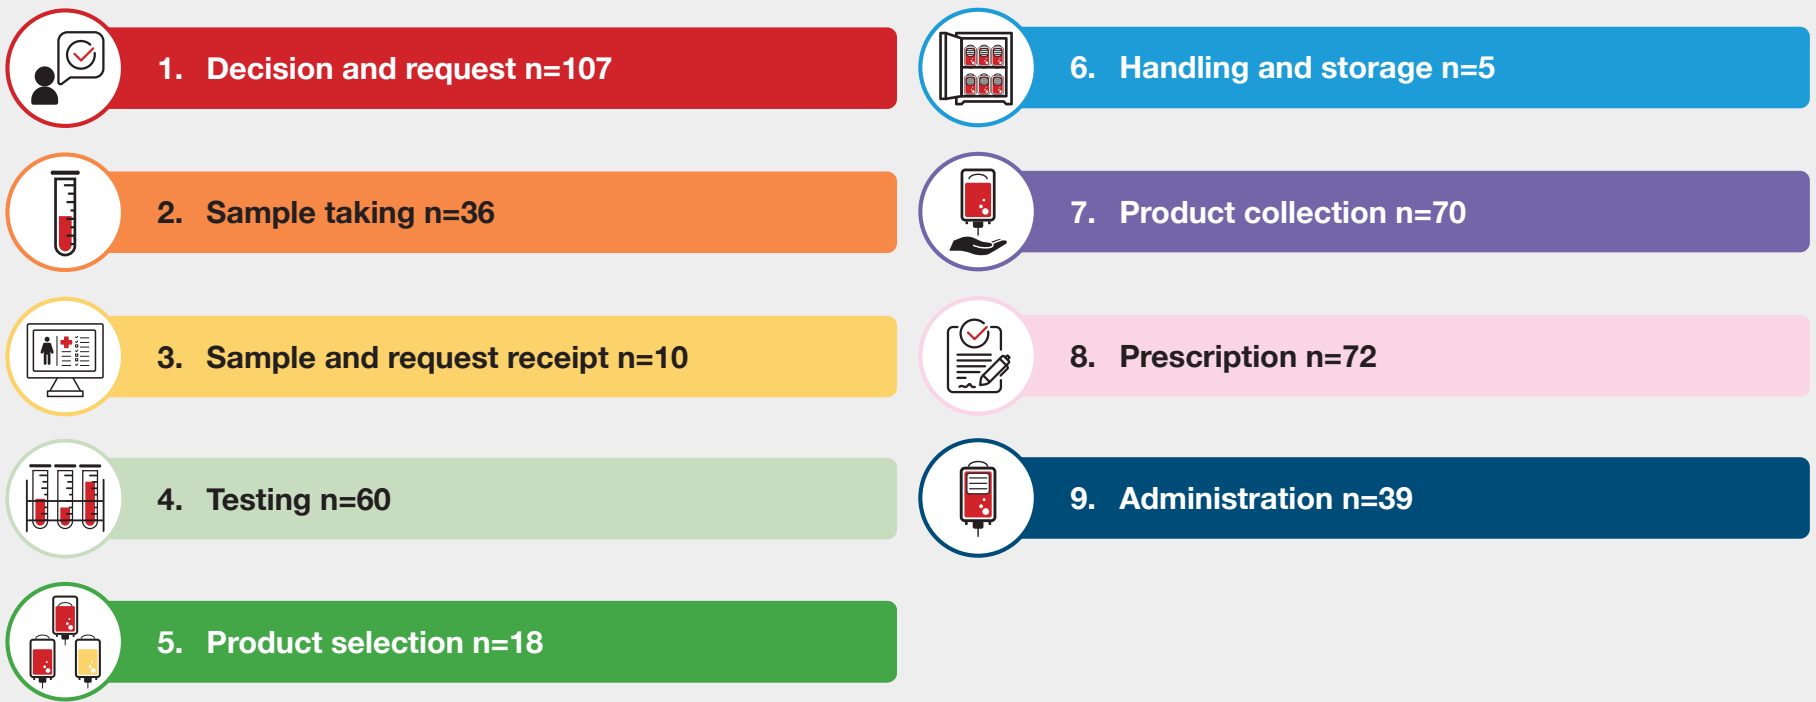 1. Decision and request n=107
2. Sample taking n=36
3. Sample and request receipt n=10
4. Testing n=60
5. Product selection n=18
6. Handling and storage n=5
7. Product collection n=70
8. Prescription n=72
9. Administration n=39